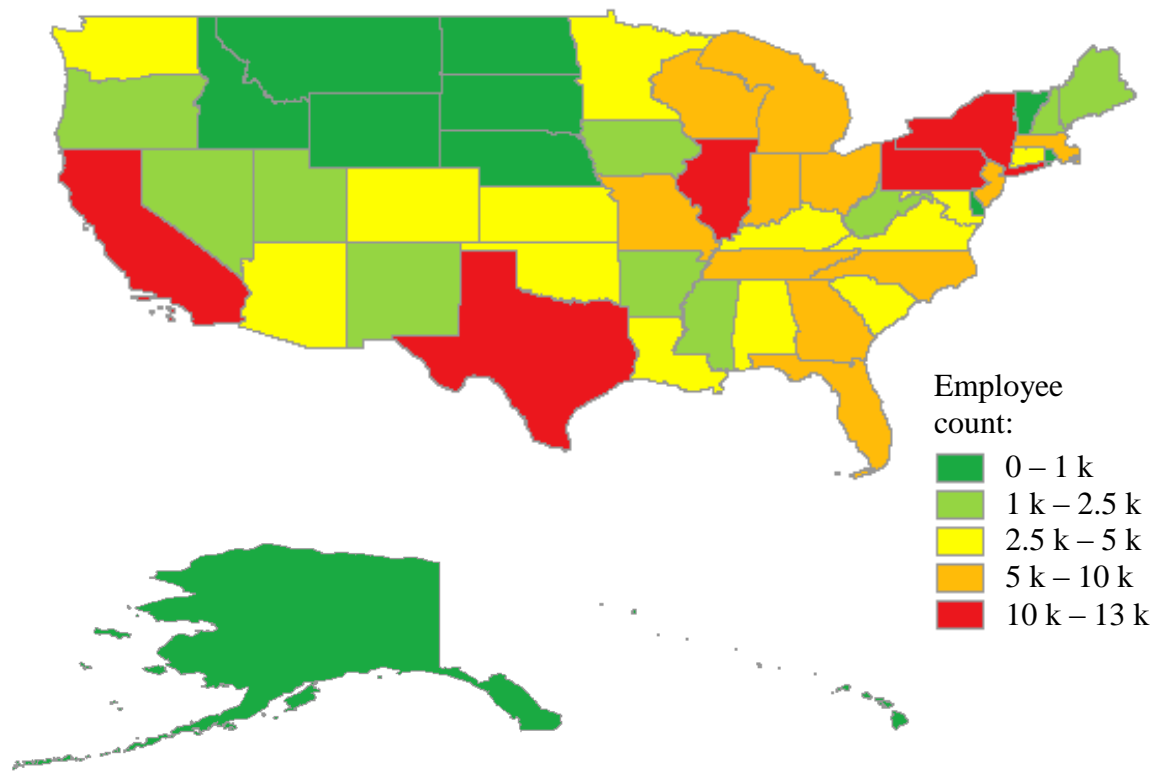 Employee
count:
0 – 1 k
1 k – 2.5 k
2.5 k – 5 k
5 k – 10 k
10 k – 13 k